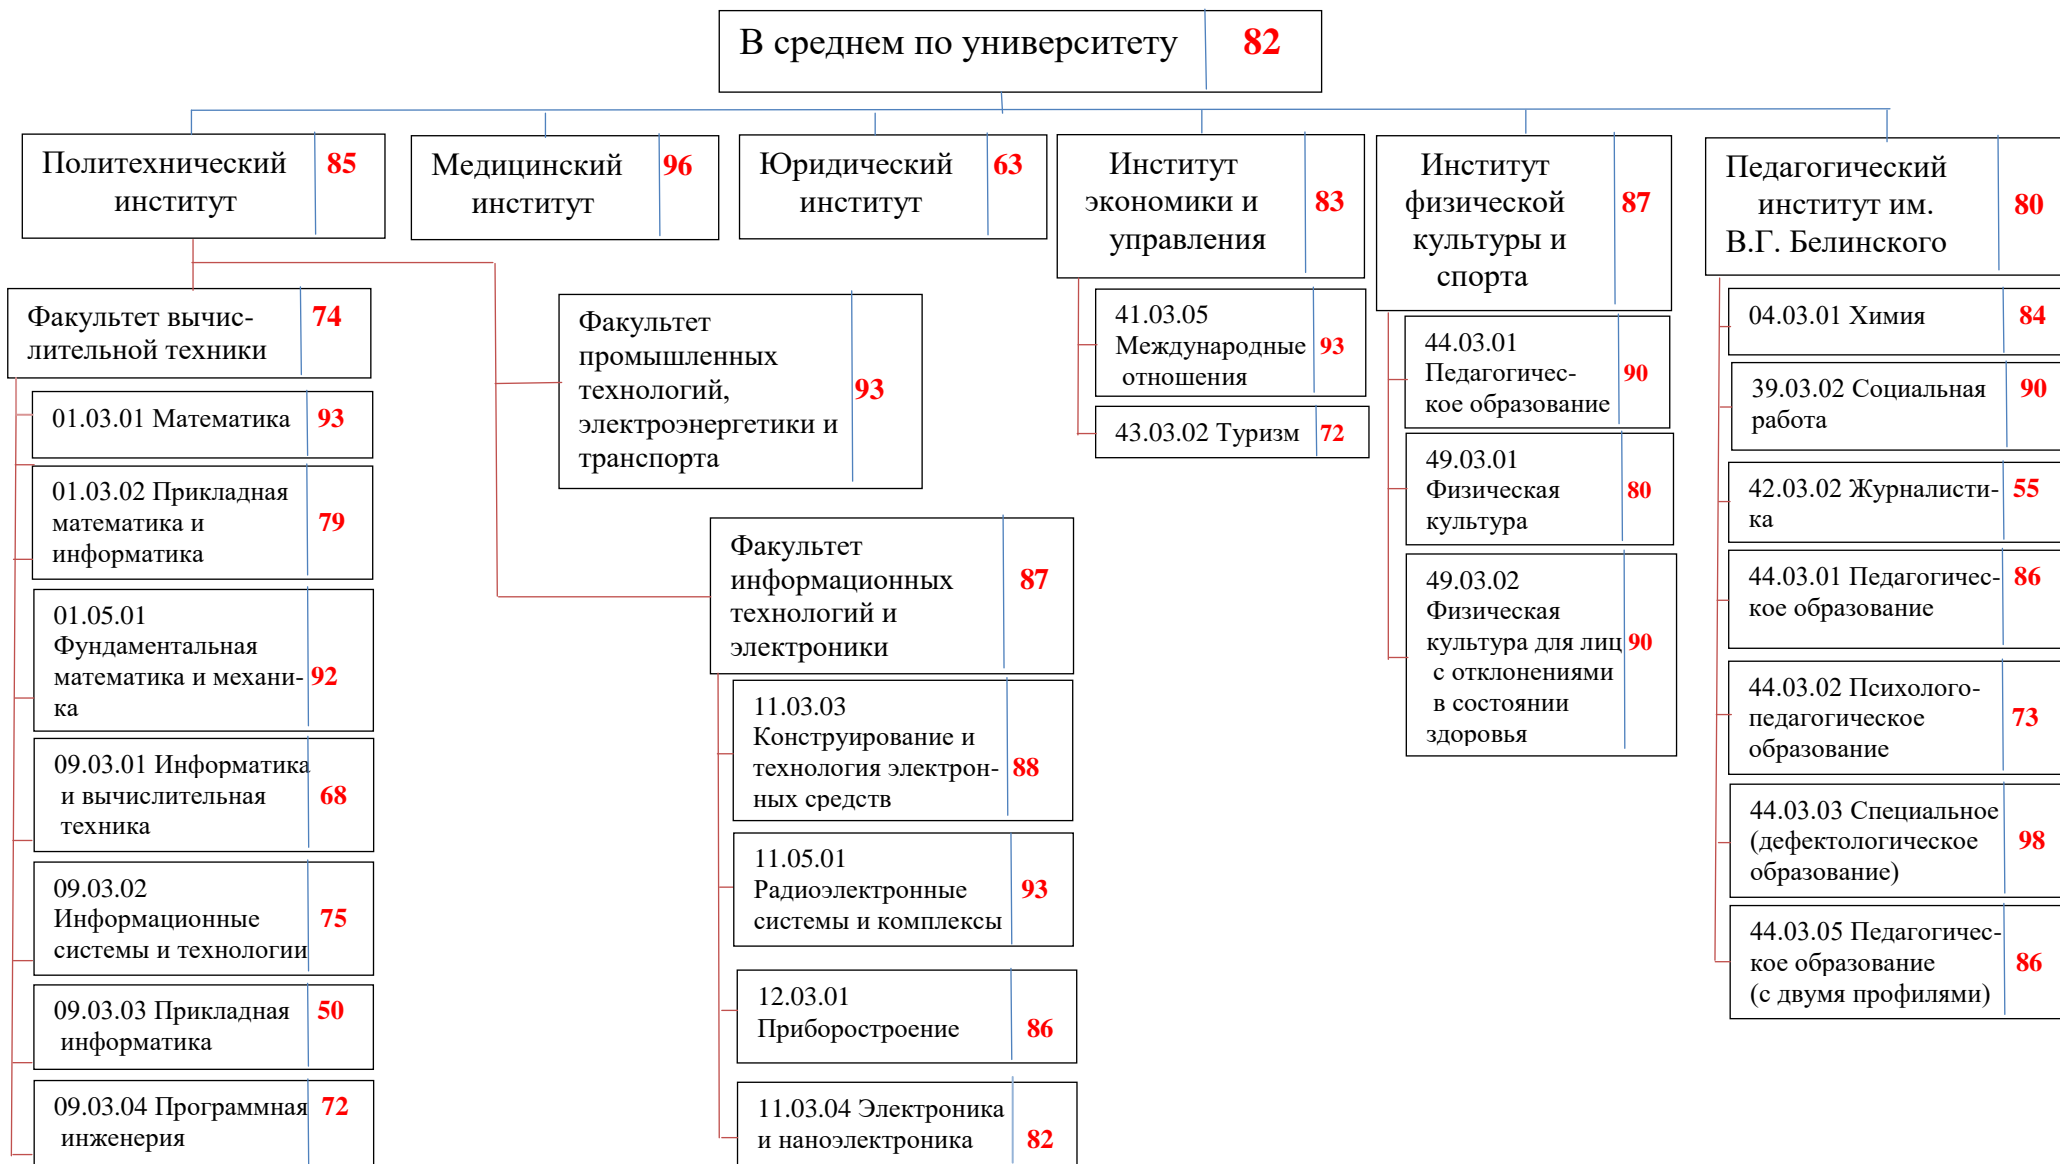 В среднем по университету 82
Политехнический 85
институт
Медицинский 96
институт
Юридический 63
институт
Институт
экономики и 83
управления
Институт
физической 87
культуры и
спорта
Педагогический
институт им. 80
В.Г. Белинского
Факультет вычис- 74
лительной техники
01.03.01 Математика 93
01.03.02 Прикладная
математика и 79
информатика
01.05.01
Фундаментальная
математика и механи- 92
ка
09.03.01 Информатика
и вычислительная 68
техника
09.03.02
Информационные 75
системы и технологии
09.03.03 Прикладная 50
информатика
09.03.04 Программная 72
инженерия
Факультет
промышленных
технологий, 93
электроэнергетики и
транспорта
Факультет
информационных 87
технологий и
электроники
11.03.03
Конструирование и
технология электрон- 88
ных средств
11.05.01
Радиоэлектронные 93
системы и комплексы
12.03.01
Приборостроение 86
11.03.04 Электроника
и наноэлектроника 82
41.03.05
Международные 93
отношения
43.03.02 Туризм 72
44.03.01
Педагогичес- 90
кое образование
49.03.01
Физическая 80
культура
49.03.02
Физическая
культура для лиц 90
с отклонениями
в состоянии
здоровья
04.03.01 Химия 84
39.03.02 Социальная 90
работа
42.03.02 Журналисти- 55
ка
44.03.01 Педагогичес- 86
кое образование
44.03.02 Психолого-
педагогическое 73
образование
44.03.03 Специальное
(дефектологическое 98
образование)
44.03.05 Педагогичес-
кое образование 86
(с двумя профилями)